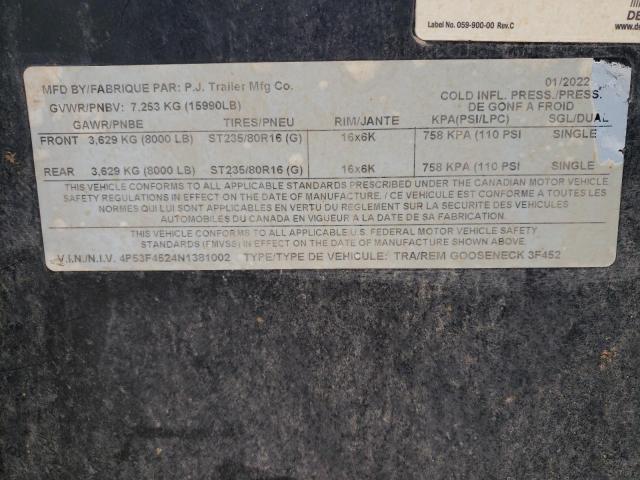 Label No. 059-900-00 Rev.C
MFD BY/FABRIQUE PAR: P.J. Trailer Mfg Co. 01/2022
GVWR/PNBV: 7,253 KG (15990LB) COLD INFL. PRESS./PRESS.
DE GONF A FROID
GAWR/PNBE TIRES/PNEU RIM/JANTE KPA(PSI/LPC) SGL/DUAL
FRONT 3,629 KG (8000 LB) ST235/80R16 (G) 16x6K 758 KPA (110 PSI SINGLE
REAR 3,629 KG (8000 LB) ST235/80R16 (G) 16x6K 758 KPA (110 PSI SINGLE
THIS VEHICLE CONFORMS TO ALL APPLICABLE STANDARDS PRESCRIBED UNDER THE CANADIAN MOTOR VEHICLE
SAFETY REGULATIONS IN EFFECT ON THE DATE OF MANUFACTURE. / CE VEHICULE EST CONFORME A TOUTES LES
NORMES QUI LUI SONT APPLICABLES EN VERTU DU REGLEMENT SUR LA SECURITE DES VEHICULES
AUTOMOBILES DU CANADA EN VIGUEUR A LA DATE DE SA FABRICATION.
THIS VEHICLE CONFORMS TO ALL APPLICABLE U.S. FEDERAL MOTOR VEHICLE SAFETY
STANDARDS (FMVSS) IN EFFECT ON THE DATE OF MANUFACTURE SHOWN ABOVE.
V.I.N./N.I.V. 4P53F4524N1381002 TYPE/TYPE DE VEHICULE: TRA/REM GOOSENECK 3F452